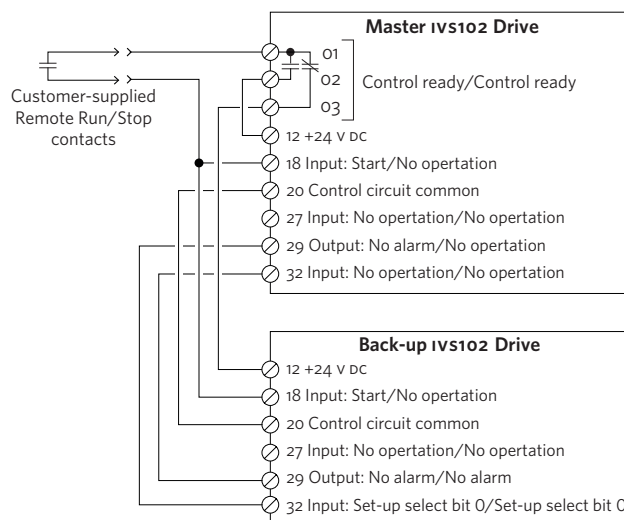 Master IVS102 Drive
01
02
03
Control ready/Control ready
Customer-supplied
Remote Run/Stop
contacts
12 +24 V DC
18 Input: Start/No opertation
20 Control circuit common
27 Input: No opertation/No opertation
29 Output: No alarm/No opertation
32 Input: No opertation/No opertation
Back-up IVS102 Drive
12 +24 V DC
18 Input: Start/No opertation
20 Control circuit common
27 Input: No opertation/No opertation
29 Output: No alarm/No alarm
32 Input: Set-up select bit 0/Set-up select bit 0